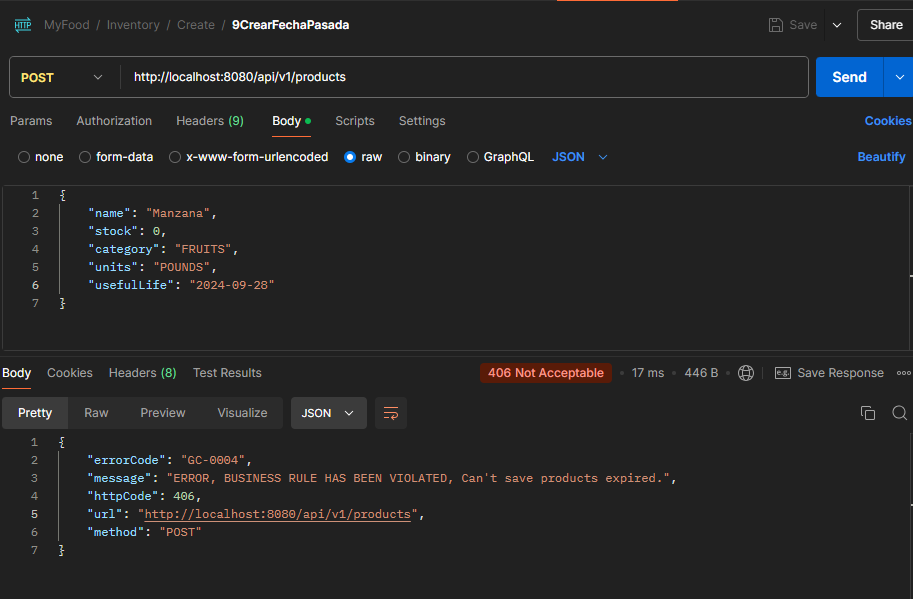 HTTP MyFood / Inventory / Create / 9CrearFechaPasada Save Share
POST http://localhost:8080/api/v1/products Send
Params Authorization Headers (9) Body Scripts Settings Cookies
none form-data x-www-form-urlencoded raw binary GraphQL JSON Beautify
1 {
2 "name": "Manzana",
3 "stock": 0,
4 "category": "FRUITS",
5 "units": "POUNDS",
6 "usefulLife": "2024-09-28"
7 }
Body Cookies Headers (8) Test Results 406 Not Acceptable • 17 ms • 446 B • e.g. Save Response
Pretty Raw Preview Visualize JSON
1 {
2 "errorCode": "GC-0004",
3 "message": "ERROR, BUSINESS RULE HAS BEEN VIOLATED, Can't save products expired.",
4 "httpCode": 406,
5 "url": "http://localhost:8080/api/v1/products",
6 "method": "POST"
7 }